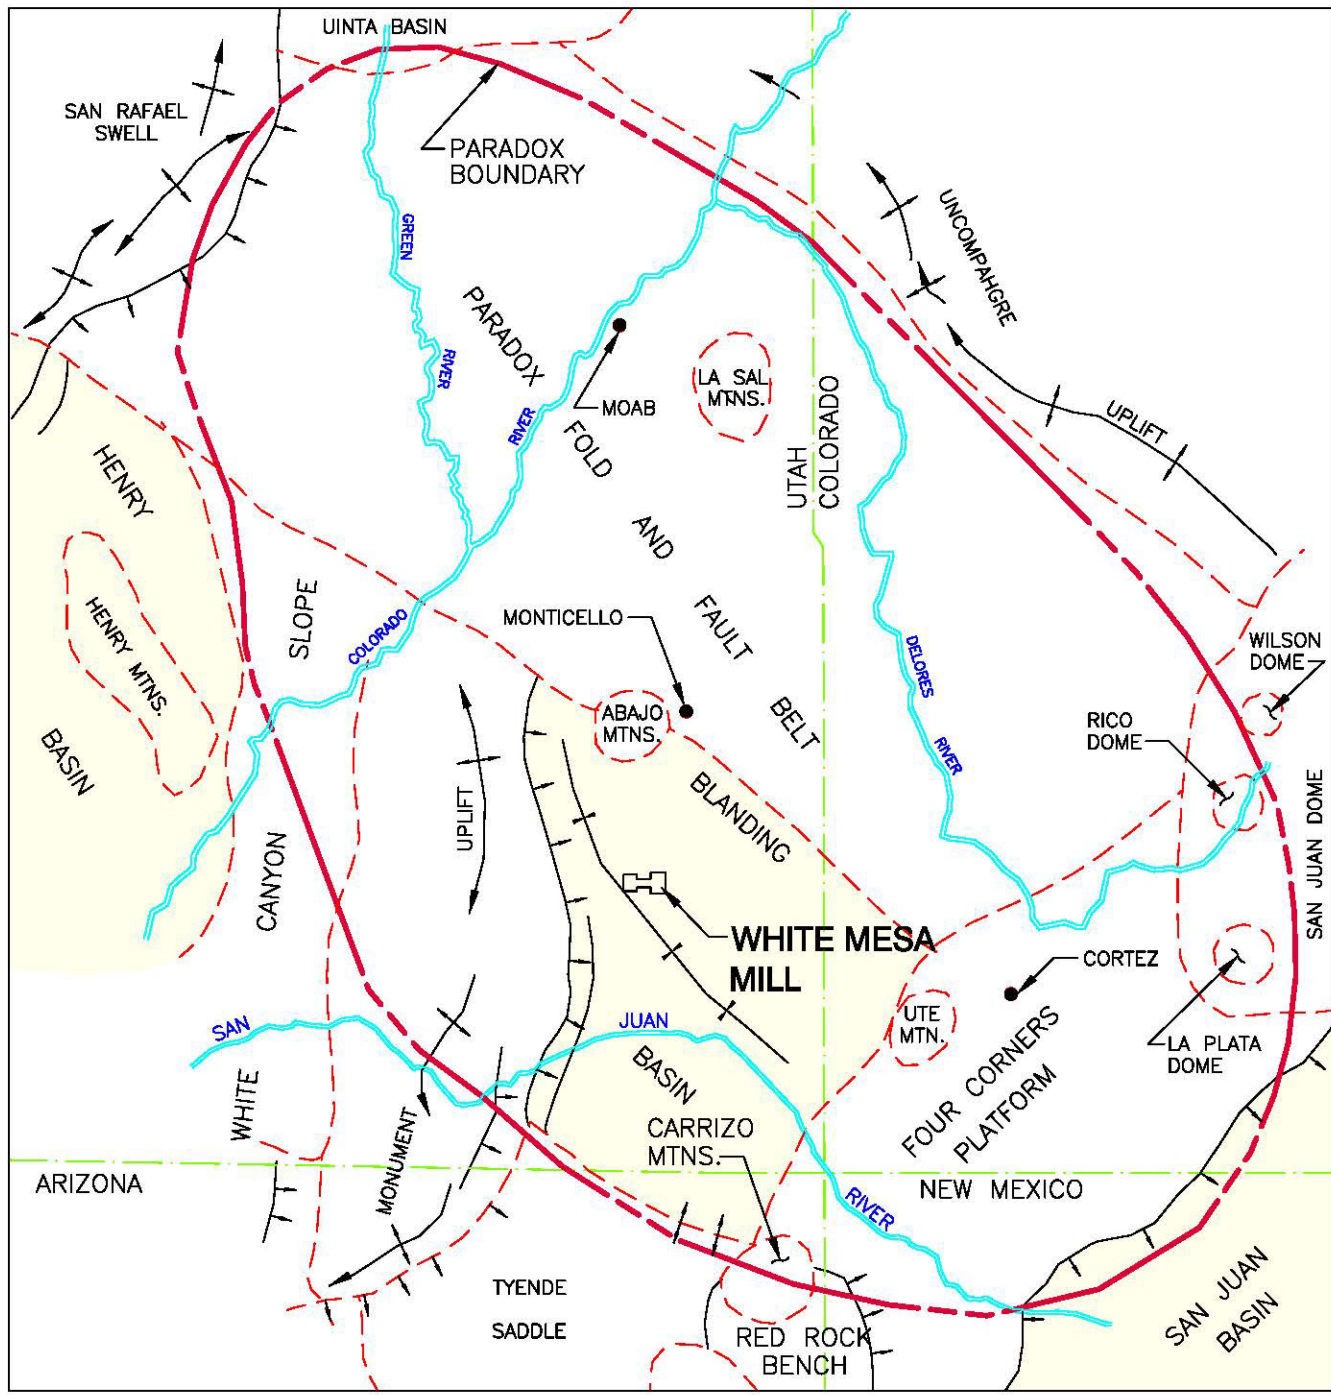 UINTA BASIN
SAN RAFAEL
SWELL
PARADOX
BOUNDARY
GREEN
RIVER
UNCOMPAHGRE
UPLIFT
PARADOX
FOLD
AND
FAULT
BELT
RIVER
MOAB
LA SAL
MTNS.
UTAH
COLORADO
HENRY
BASIN
HENRY MTNS.
SLOPE
COLORADO
MONTICELLO
ABAJO
MTNS.
DELORES
RIVER
WILSON
DOME
RICO
DOME
SAN JUAN DOME
UPLIFT
BLANDING
CANYON
WHITE MESA
MILL
CORTEZ
UTE
MTN.
LA PLATA
DOME
SAN
JUAN
BASIN
FOUR CORNERS
PLATFORM
WHITE
MONUMENT
CARRIZO
MTNS.
ARIZONA
NEW MEXICO
RIVER
TYENDE
SADDLE
RED ROCK
BENCH
SAN JUAN
BASIN